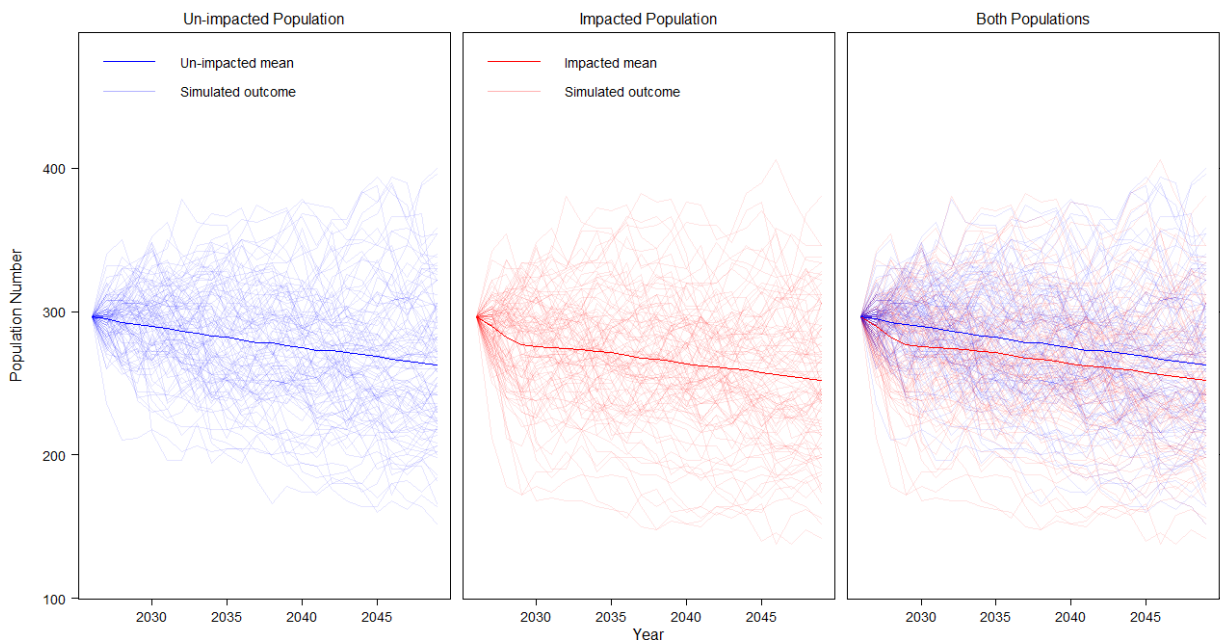 Un-impacted Population
Impacted Population
Both Populations
Un-impacted mean
Simulated outcome
Impacted mean
Simulated outcome
Population Number
400
300
200
100
2030 2035 2040 2045
2030 2035 2040 2045
2030 2035 2040 2045
Year